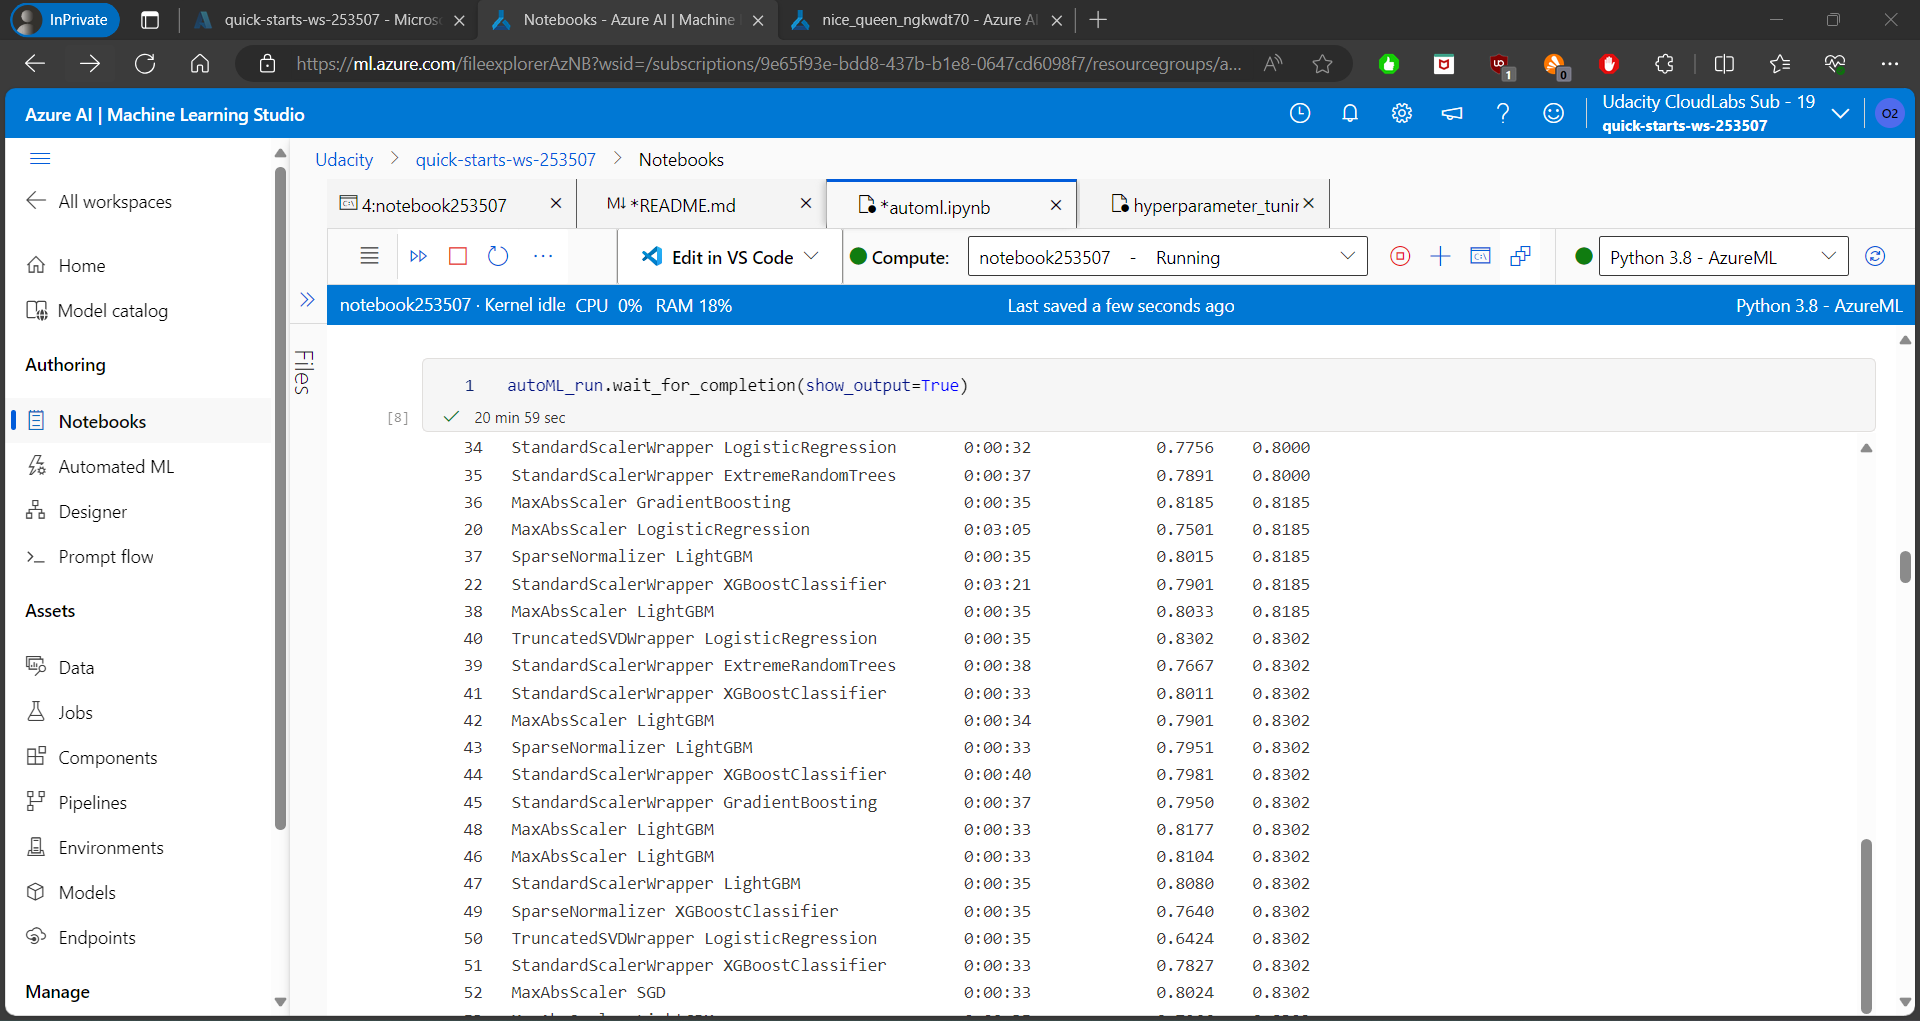 InPrivate
quick-starts-ws-253507 - Micros
Notebooks - Azure AI | Machine
nice_queen_ngkwdt70 - Azure AI
https://ml.azure.com/fileexplorerAzNB?wsid=/subscriptions/9e65f93e-bdd8-437b-b1e8-0647cd6098f7/resourcegroups/a...
1
0
Azure AI | Machine Learning Studio
Udacity CloudLabs Sub - 19
quick-starts-ws-253507
O2
All workspaces
Home
Model catalog
Authoring
Notebooks
Automated ML
Designer
Prompt flow
Assets
Data
Jobs
Components
Pipelines
Environments
Models
Endpoints
Manage
Udacity > quick-starts-ws-253507 > Notebooks
4:notebook253507
M↓ *README.md
*automl.ipynb
hyperparameter_tunin
Edit in VS Code
Compute:
notebook253507 - Running
Python 3.8 - AzureML
notebook253507 · Kernel idle CPU 0% RAM 18%
Last saved a few seconds ago
Python 3.8 - AzureML
Files
1 autoML_run.wait_for_completion(show_output=True)
[8] 20 min 59 sec
34 StandardScalerWrapper LogisticRegression 0:00:32 0.7756 0.8000
35 StandardScalerWrapper ExtremeRandomTrees 0:00:37 0.7891 0.8000
36 MaxAbsScaler GradientBoosting 0:00:35 0.8185 0.8185
20 MaxAbsScaler LogisticRegression 0:03:05 0.7501 0.8185
37 SparseNormalizer LightGBM 0:00:35 0.8015 0.8185
22 StandardScalerWrapper XGBoostClassifier 0:03:21 0.7901 0.8185
38 MaxAbsScaler LightGBM 0:00:35 0.8033 0.8185
40 TruncatedSVDWrapper LogisticRegression 0:00:35 0.8302 0.8302
39 StandardScalerWrapper ExtremeRandomTrees 0:00:38 0.7667 0.8302
41 StandardScalerWrapper XGBoostClassifier 0:00:33 0.8011 0.8302
42 MaxAbsScaler LightGBM 0:00:34 0.7901 0.8302
43 SparseNormalizer LightGBM 0:00:33 0.7951 0.8302
44 StandardScalerWrapper XGBoostClassifier 0:00:40 0.7981 0.8302
45 StandardScalerWrapper GradientBoosting 0:00:37 0.7950 0.8302
48 MaxAbsScaler LightGBM 0:00:33 0.8177 0.8302
46 MaxAbsScaler LightGBM 0:00:33 0.8104 0.8302
47 StandardScalerWrapper LightGBM 0:00:35 0.8080 0.8302
49 SparseNormalizer XGBoostClassifier 0:00:35 0.7640 0.8302
50 TruncatedSVDWrapper LogisticRegression 0:00:35 0.6424 0.8302
51 StandardScalerWrapper XGBoostClassifier 0:00:33 0.7827 0.8302
52 MaxAbsScaler SGD 0:00:33 0.8024 0.8302